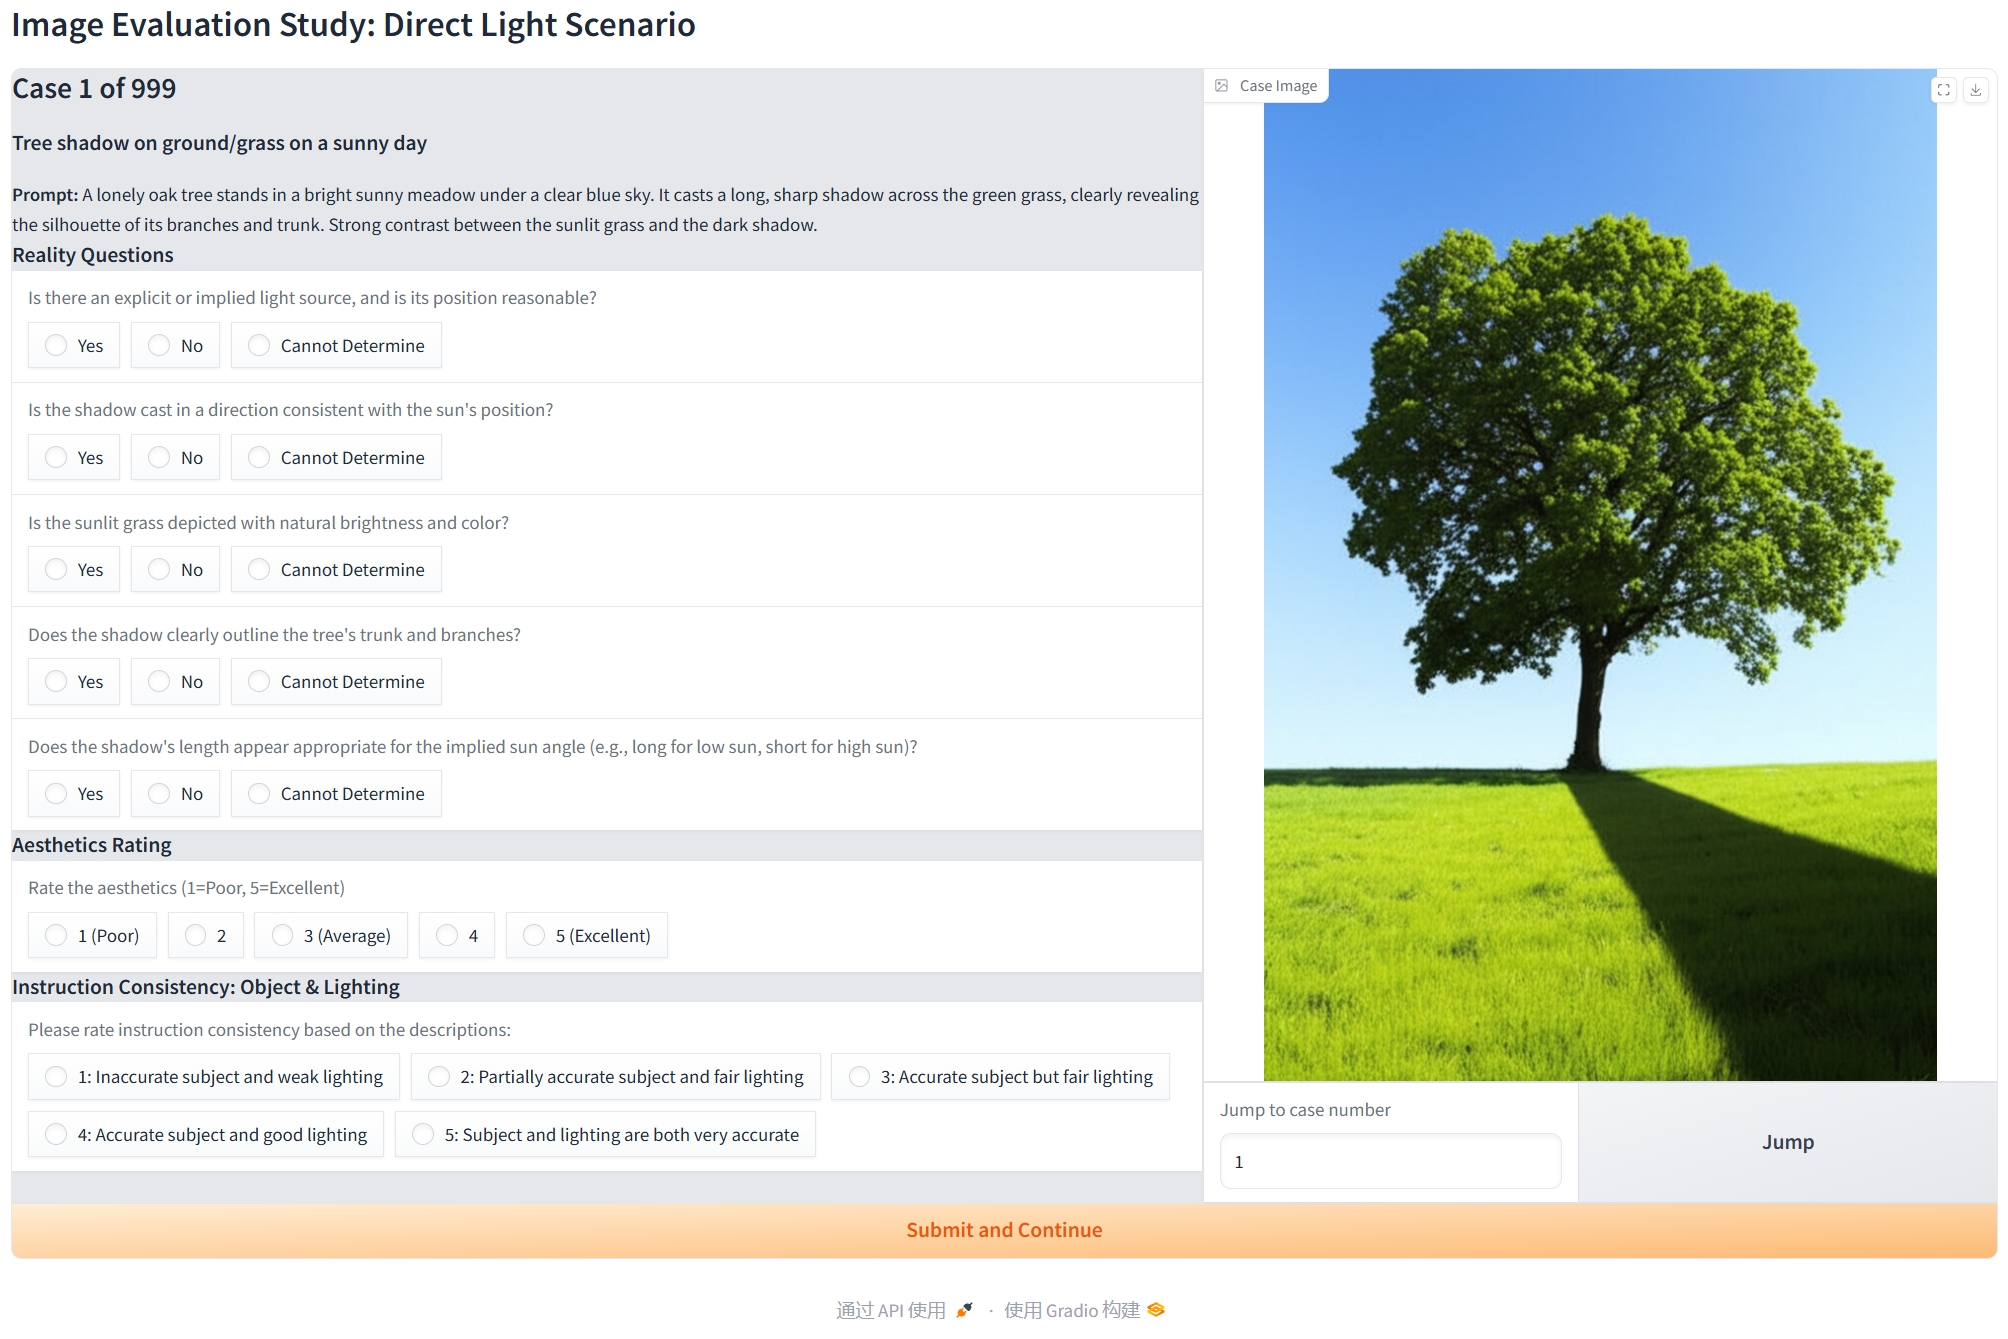 Image Evaluation Study: Direct Light Scenario
Case 1 of 999
Tree shadow on ground/grass on a sunny day
Prompt: A lonely oak tree stands in a bright sunny meadow under a clear blue sky. It casts a long, sharp shadow across the green grass, clearly revealing
the silhouette of its branches and trunk. Strong contrast between the sunlit grass and the dark shadow.
Reality Questions
Is there an explicit or implied light source, and is its position reasonable?
Yes No Cannot Determine
Is the shadow cast in a direction consistent with the sun's position?
Yes No Cannot Determine
Is the sunlit grass depicted with natural brightness and color?
Yes No Cannot Determine
Does the shadow clearly outline the tree's trunk and branches?
Yes No Cannot Determine
Does the shadow's length appear appropriate for the implied sun angle (e.g., long for low sun, short for high sun)?
Yes No Cannot Determine
Aesthetics Rating
Rate the aesthetics (1=Poor, 5=Excellent)
1 (Poor) 2 3 (Average) 4 5 (Excellent)
Instruction Consistency: Object & Lighting
Please rate instruction consistency based on the descriptions:
1: Inaccurate subject and weak lighting 2: Partially accurate subject and fair lighting 3: Accurate subject but fair lighting
4: Accurate subject and good lighting 5: Subject and lighting are both very accurate
Case Image
Jump to case number
1
Jump
Submit and Continue
通过 API 使用 · 使用 Gradio 构建